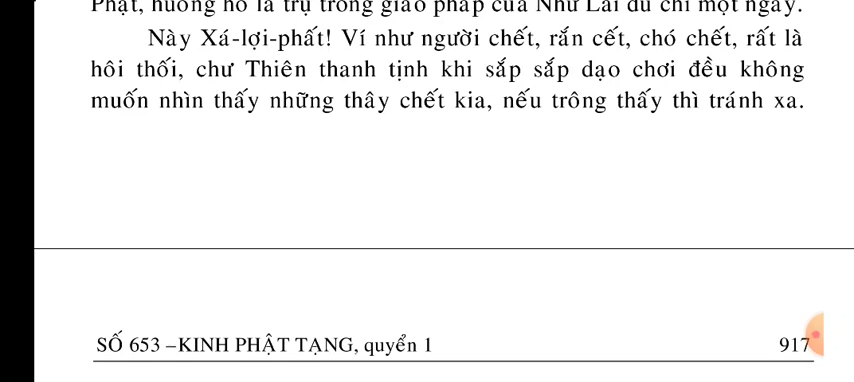 Phật, huống hồ là trụ trong giáo pháp của Như Lai dù chỉ một ngày.
Này Xá-lợi-phất! Ví như người chết, rắn cết, chó chết, rất là
hôi thối, chư Thiên thanh tịnh khi sắp sắp dạo chơi đều không
muốn nhìn thấy những thây chết kia, nếu trông thấy thì tránh xa.
SỐ 653 –KINH PHẬT TẠNG, quyển 1 917